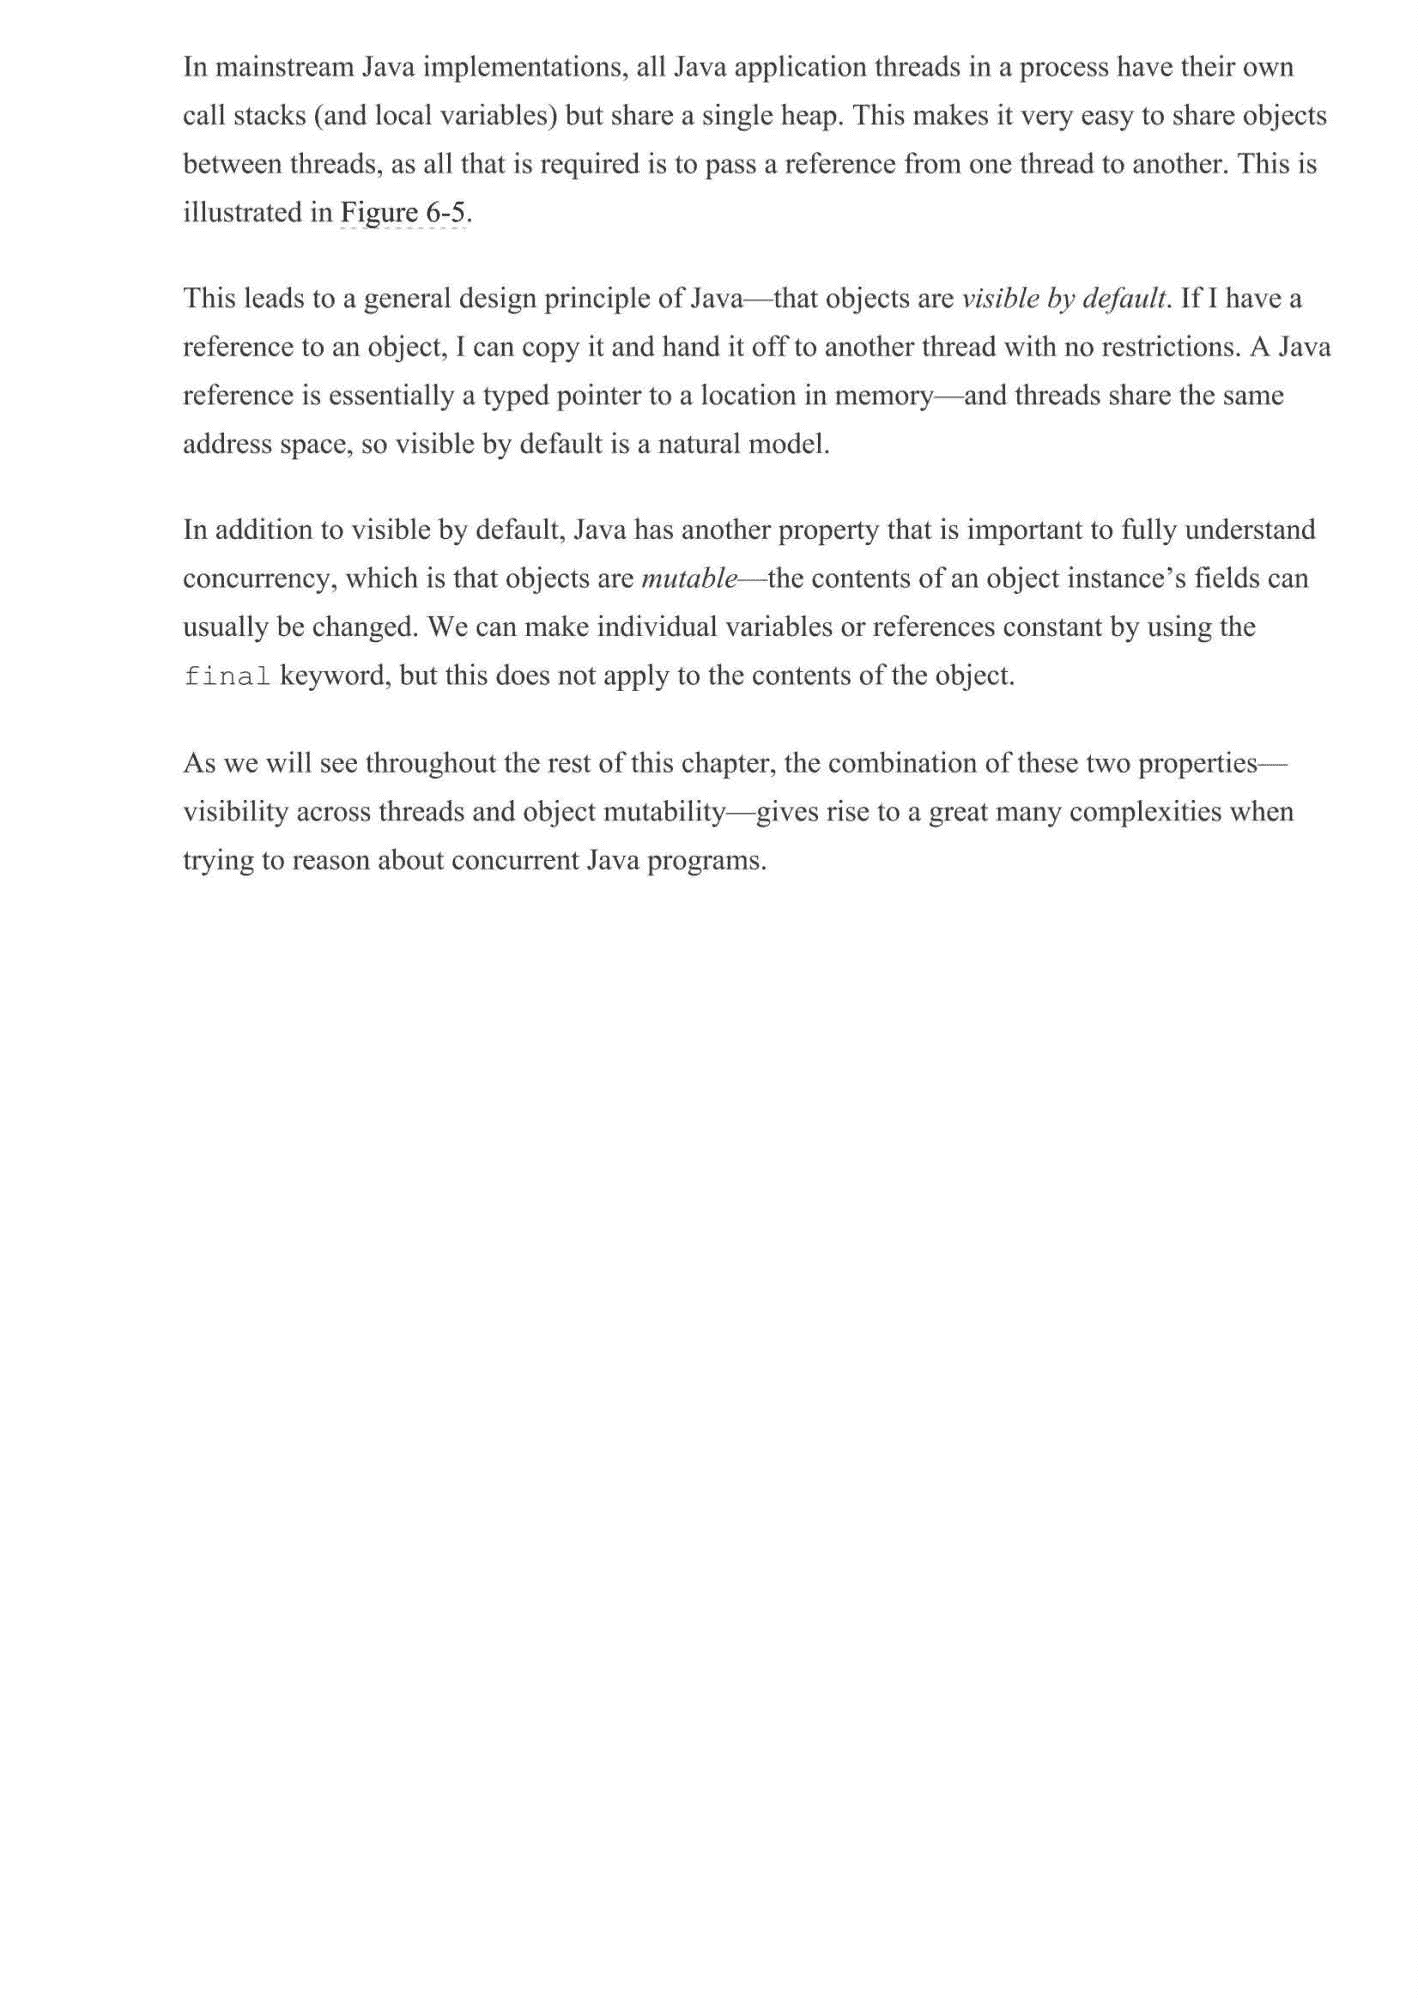 In mainstream Java implementations, all Java application threads in a process have their own
call stacks (and local variables) but share a single heap. This makes it very easy to share objects
between threads, as all that is required is to pass a reference from one thread to another. This is
illustrated in Figure 6-5.
This leads to a general design principle of Java—that objects are visible by default. If I have a
reference to an object, I can copy it and hand it off to another thread with no restrictions. A Java
reference is essentially a typed pointer to a location in memory—and threads share the same
address space, so visible by default is a natural model.
In addition to visible by default, Java has another property that is important to fully understand
concurrency, which is that objects are mutable—the contents of an object instance’s fields can
usually be changed. We can make individual variables or references constant by using the
final keyword, but this does not apply to the contents of the object.
As we will see throughout the rest of this chapter, the combination of these two properties—
visibility across threads and object mutability—gives rise to a great many complexities when
trying to reason about concurrent Java programs.